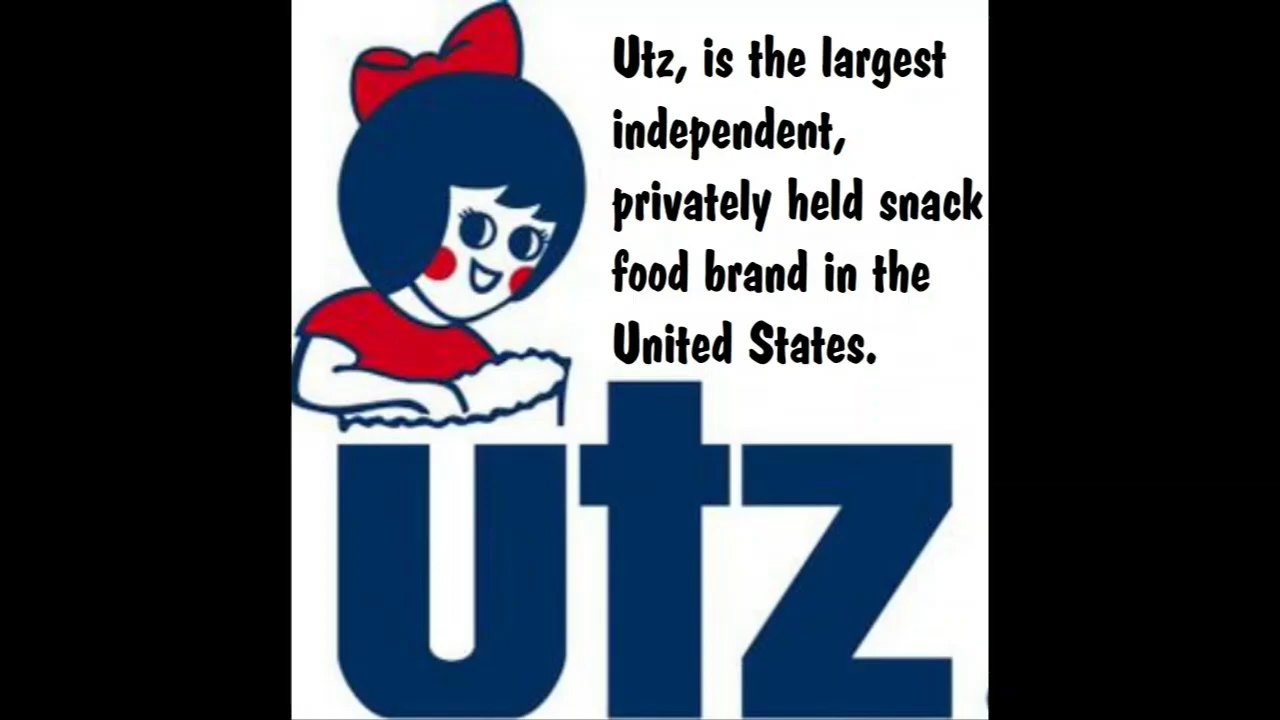 Utz, is the largest
independent,
privately held snack
food brand in the
United States.
utz